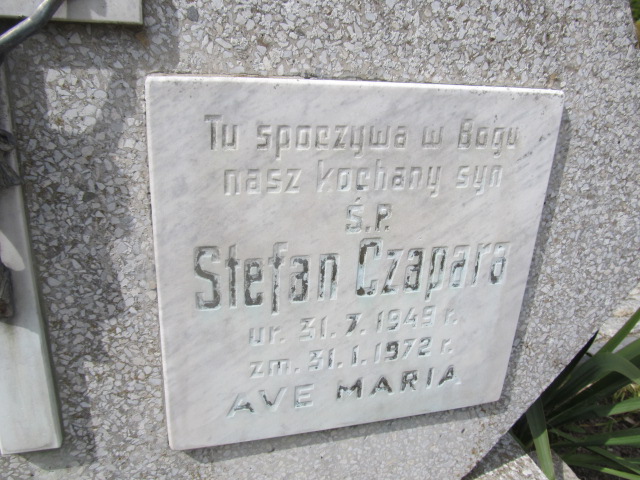 Tu spoczywa w Bogu
nasz kochany syn
Ś.P.
Stefan Czapara
ur. 31.7.1949 r.
zm. 31.1.1972 r.
AVE MARIA